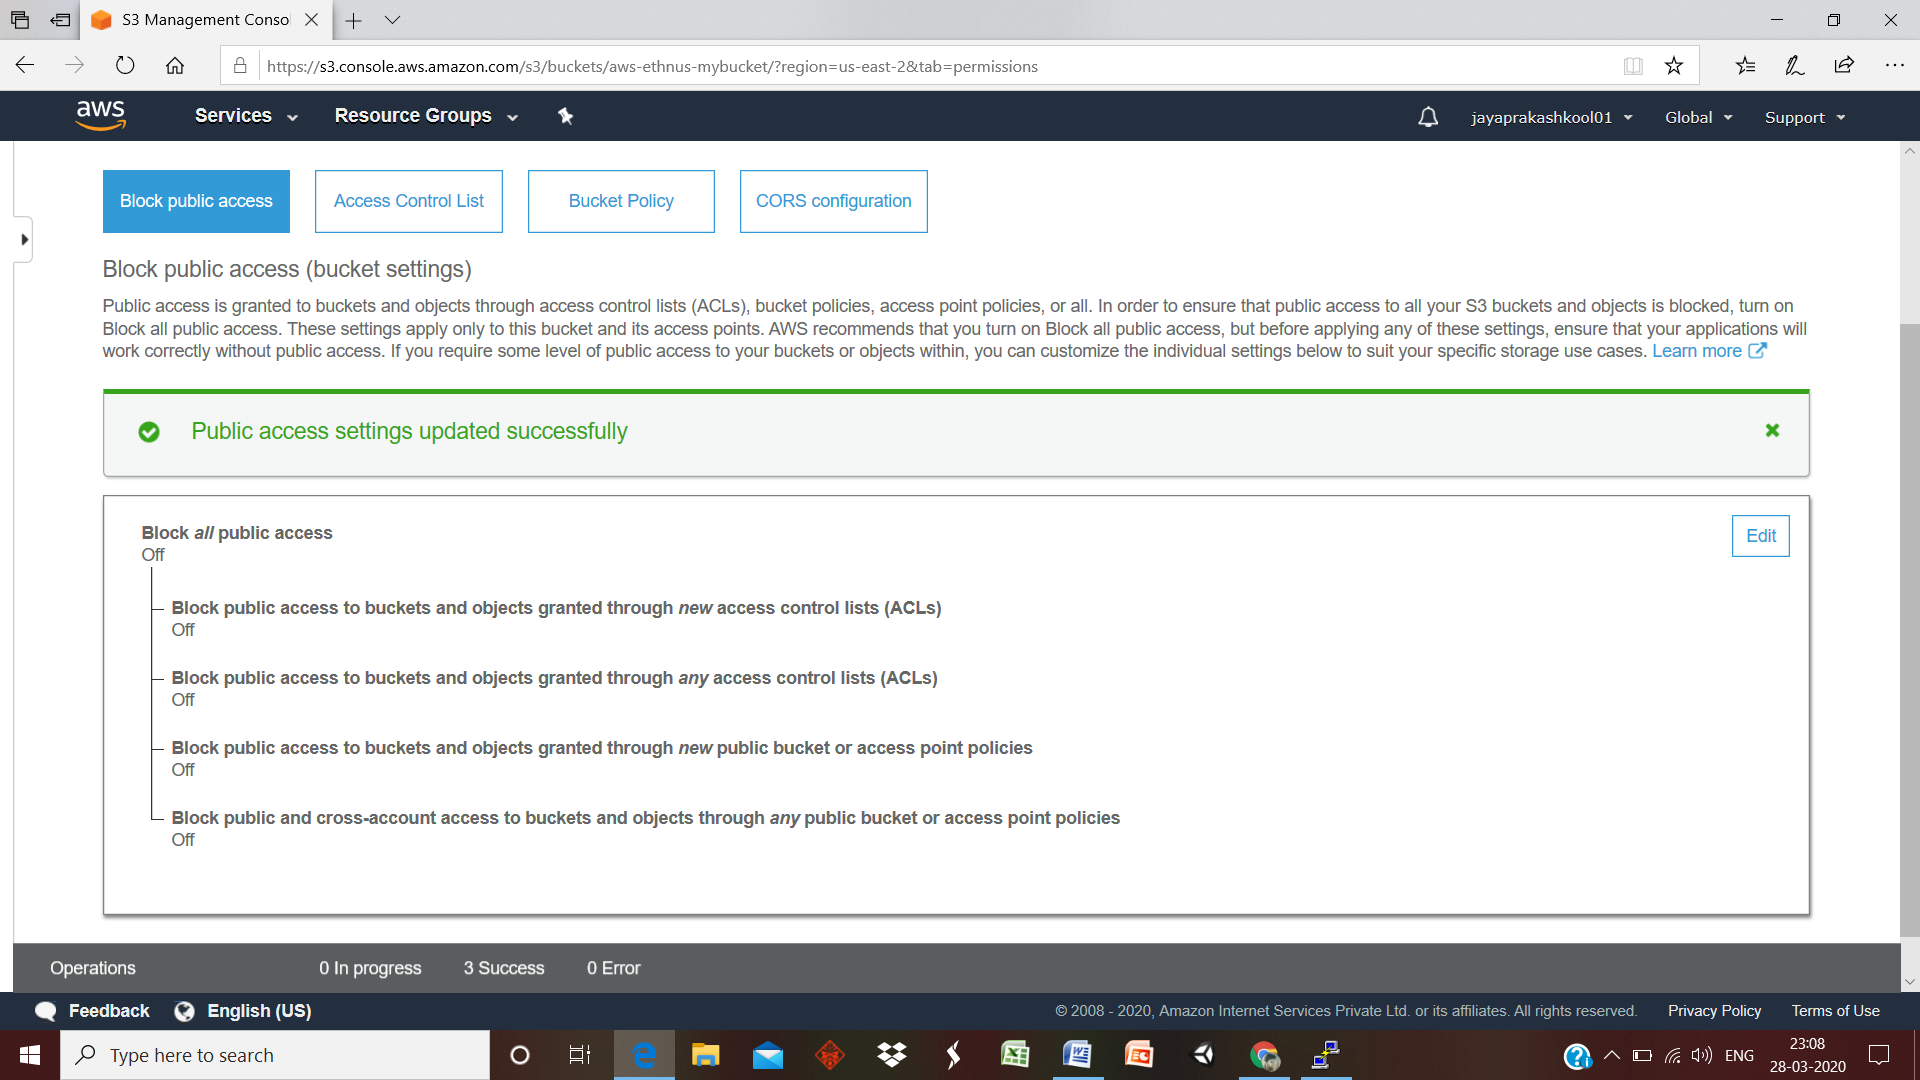 S3 Management Conso
https://s3.console.aws.amazon.com/s3/buckets/aws-ethnus-mybucket/?region=us-east-2&tab=permissions
aws Services Resource Groups jayaprakashkool01 Global Support
Block public access Access Control List Bucket Policy CORS configuration
Block public access (bucket settings)
Public access is granted to buckets and objects through access control lists (ACLs), bucket policies, access point policies, or all. In order to ensure that public access to all your S3 buckets and objects is blocked, turn on
Block all public access. These settings apply only to this bucket and its access points. AWS recommends that you turn on Block all public access, but before applying any of these settings, ensure that your applications will
work correctly without public access. If you require some level of public access to your buckets or objects within, you can customize the individual settings below to suit your specific storage use cases. Learn more
Public access settings updated successfully
Block all public access
Off
Edit
Block public access to buckets and objects granted through new access control lists (ACLs)
Off
Block public access to buckets and objects granted through any access control lists (ACLs)
Off
Block public access to buckets and objects granted through new public bucket or access point policies
Off
Block public and cross-account access to buckets and objects through any public bucket or access point policies
Off
Operations 0 In progress 3 Success 0 Error
Feedback English (US) © 2008 - 2020, Amazon Internet Services Private Ltd. or its affiliates. All rights reserved. Privacy Policy Terms of Use
Type here to search
ENG
23:08
28-03-2020